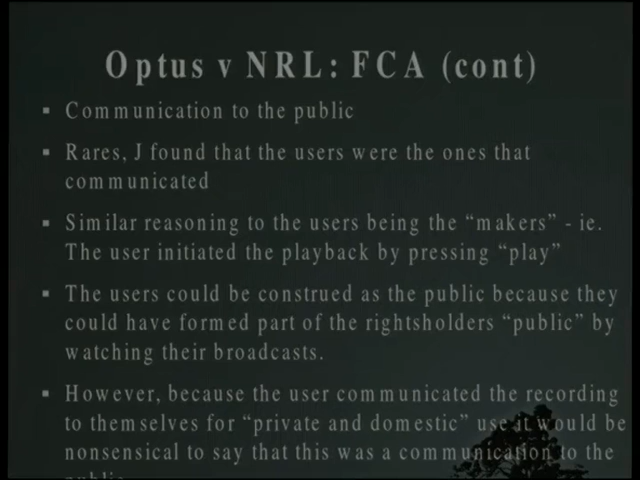 Optus v NRL: FCA (cont)
▪ Communication to the public
▪ Rares, J found that the users were the ones that
communicated
▪ Similar reasoning to the users being the “makers” - ie.
The user initiated the playback by pressing “play”
▪ The users could be construed as the public because they
could have formed part of the rightsholders “public” by
watching their broadcasts.
▪ However, because the user communicated the recording
to themselves for “private and domestic” use it would be
nonsensical to say that this was a communication to the